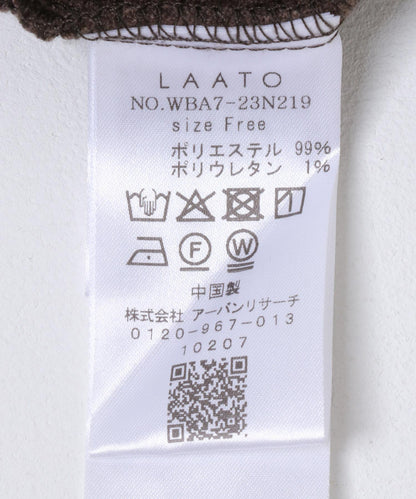 LAATO
NO.WBA7-23N219
size Free
ポリエステル 99%
ポリウレタン 1%
F W
中国製
株式会社 アーバンリサーチ
0120-967-013
10207